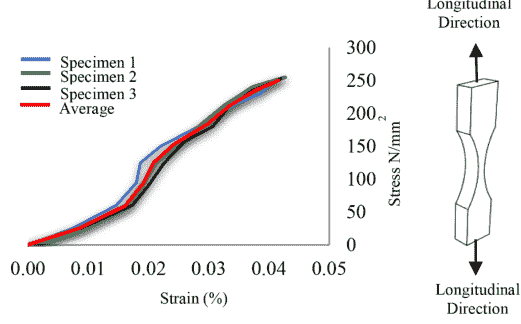 Longitudinal
Direction
Specimen 1
Specimen 2
Specimen 3
Average
300
250
200
150
100
50
0
Stress N/mm2
0.00 0.01 0.02 0.03 0.04 0.05
Strain (%)
Longitudinal
Direction